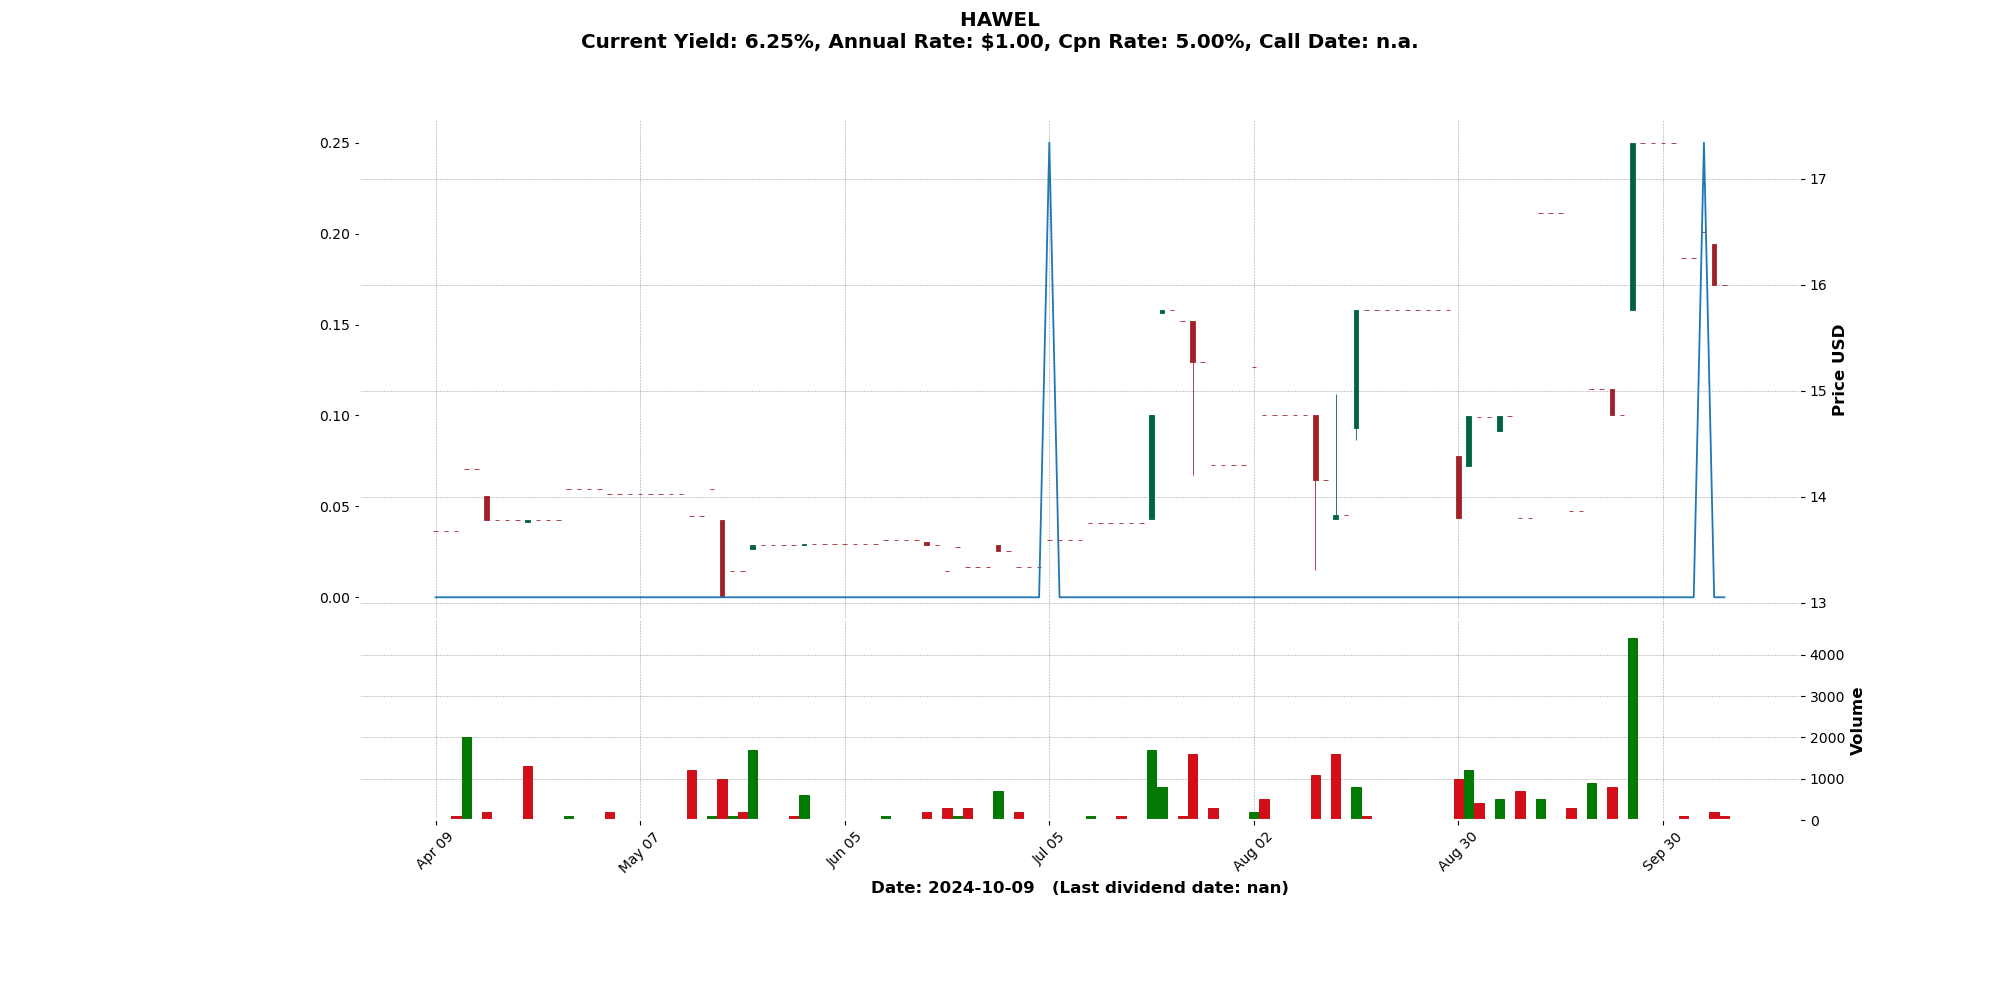 HAWEL
Current Yield: 6.25%, Annual Rate: $1.00, Cpn Rate: 5.00%, Call Date: n.a.
0.25
0.20
0.15
0.10
0.05
0.00
17
16
15
14
13
Price USD
4000
3000
2000
1000
0
Volume
Apr 09
May 07
Jun 05
Jul 05
Aug 02
Aug 30
Sep 30
Date: 2024-10-09 (Last dividend date: nan)